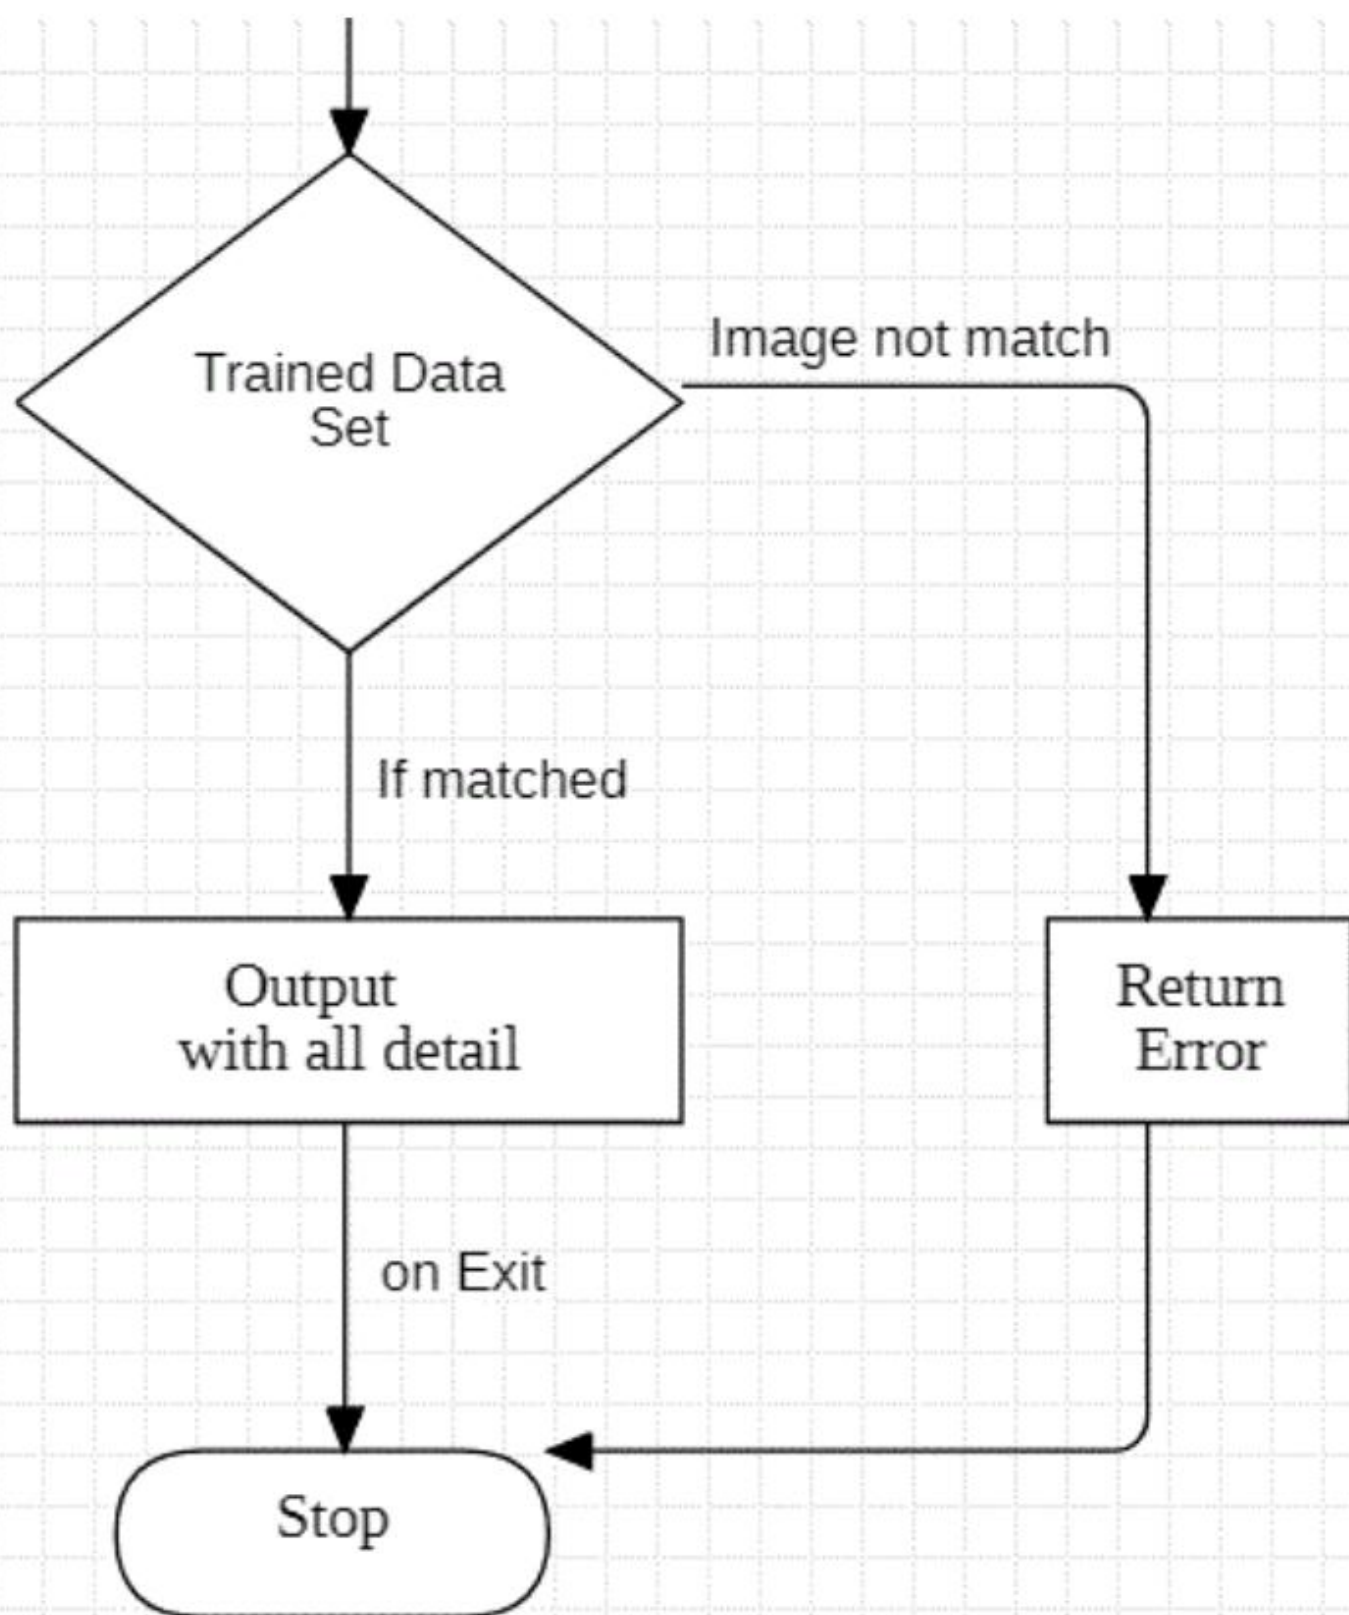 Image not match
Trained Data
Set
If matched
Output
with all detail
Return
Error
on Exit
Stop